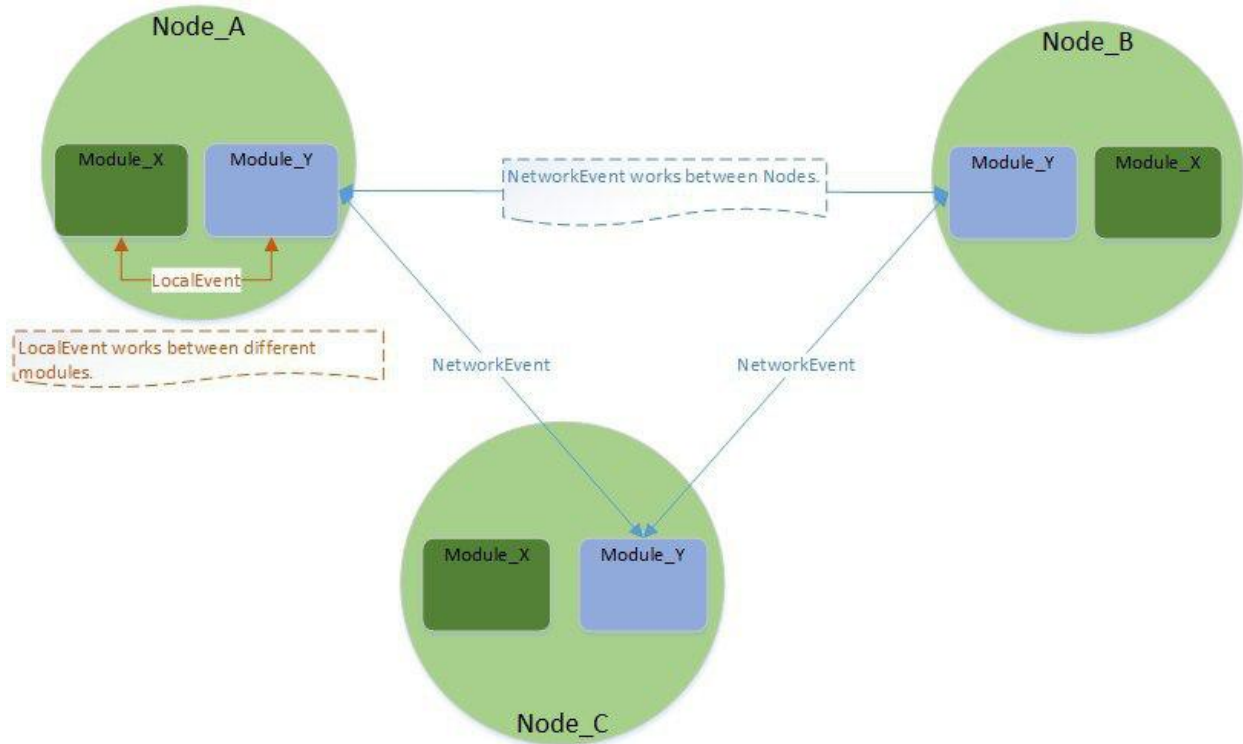 Node_A
Node_B
Module_X
Module_Y
NetworkEvent works between Nodes.
Module_Y
Module_X
LocalEvent
LocalEvent works between different
modules.
NetworkEvent
NetworkEvent
Module_X
Module_Y
Node_C